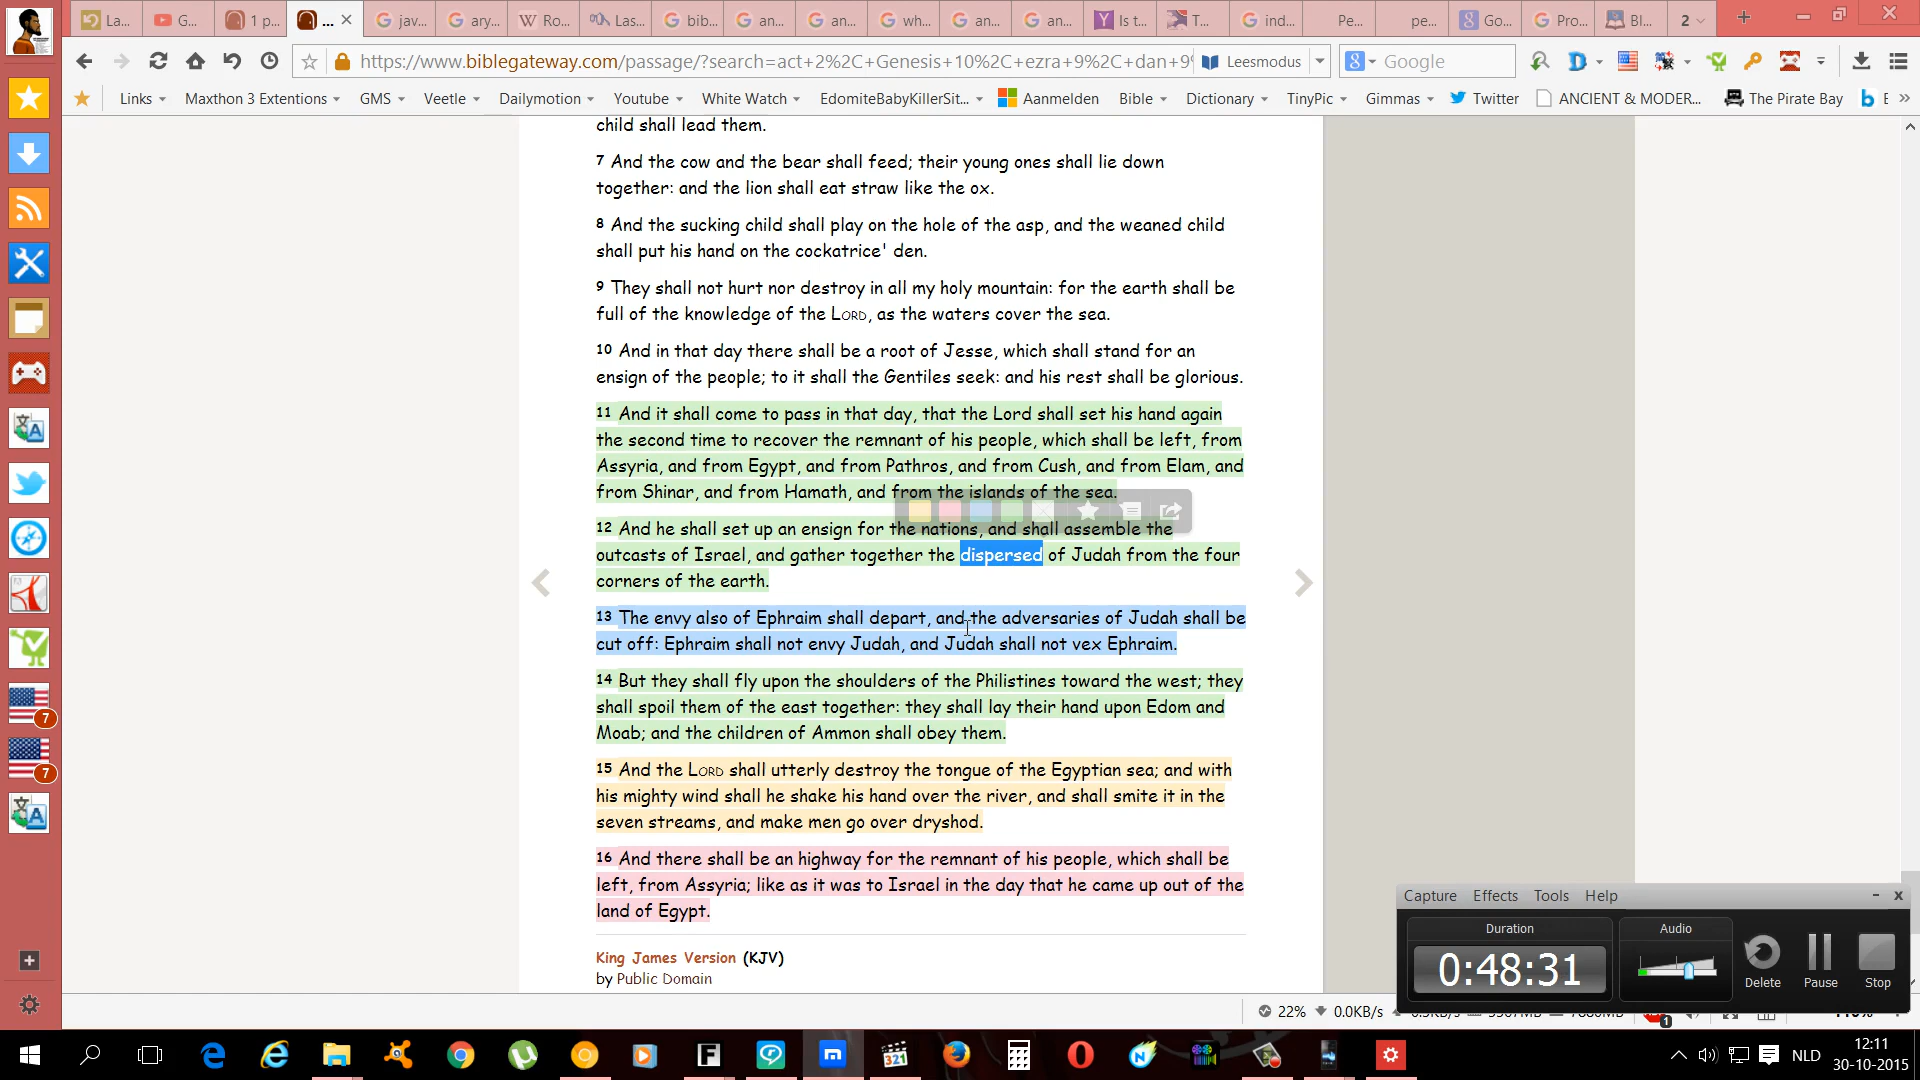 La...
G...
1 p...
...
jav...
ary...
Ro...
Las...
bib...
an...
an...
wh...
an...
an...
Is t...
T...
ind...
Pe...
pe...
Go...
Pro...
Bl...
2
https://www.biblegateway.com/passage/?search=act+2%2C+Genesis+10%2C+ezra+9%2C+dan+9
Leesmodus
Google
Links
Maxthon 3 Extentions
GMS
Veetle
Dailymotion
Youtube
White Watch
EdomiteBabyKillerSit...
Aanmelden
Bible
Dictionary
TinyPic
Gimmas
Twitter
ANCIENT & MODER...
The Pirate Bay
child shall lead them.
7 And the cow and the bear shall feed; their young ones shall lie down
together: and the lion shall eat straw like the ox.
8 And the sucking child shall play on the hole of the asp, and the weaned child
shall put his hand on the cockatrice' den.
9 They shall not hurt nor destroy in all my holy mountain: for the earth shall be
full of the knowledge of the LORD, as the waters cover the sea.
10 And in that day there shall be a root of Jesse, which shall stand for an
ensign of the people; to it shall the Gentiles seek: and his rest shall be glorious.
11 And it shall come to pass in that day, that the Lord shall set his hand again
the second time to recover the remnant of his people, which shall be left, from
Assyria, and from Egypt, and from Pathros, and from Cush, and from Elam, and
from Shinar, and from Hamath, and from the islands of the sea.
12 And he shall set up an ensign for the nations, and shall assemble the
outcasts of Israel, and gather together the dispersed of Judah from the four
corners of the earth.
13 The envy also of Ephraim shall depart, and the adversaries of Judah shall be
cut off: Ephraim shall not envy Judah, and Judah shall not vex Ephraim.
14 But they shall fly upon the shoulders of the Philistines toward the west; they
shall spoil them of the east together: they shall lay their hand upon Edom and
Moab; and the children of Ammon shall obey them.
15 And the LORD shall utterly destroy the tongue of the Egyptian sea; and with
his mighty wind shall he shake his hand over the river, and shall smite it in the
seven streams, and make men go over dryshod.
16 And there shall be an highway for the remnant of his people, which shall be
left, from Assyria; like as it was to Israel in the day that he came up out of the
land of Egypt.
King James Version (KJV)
by Public Domain
7
7
Capture Effects Tools Help
Duration
Audio
0:48:31
Delete
Pause
Stop
22%
0.0KB/s
1
321
NLD
12:11
30-10-2015